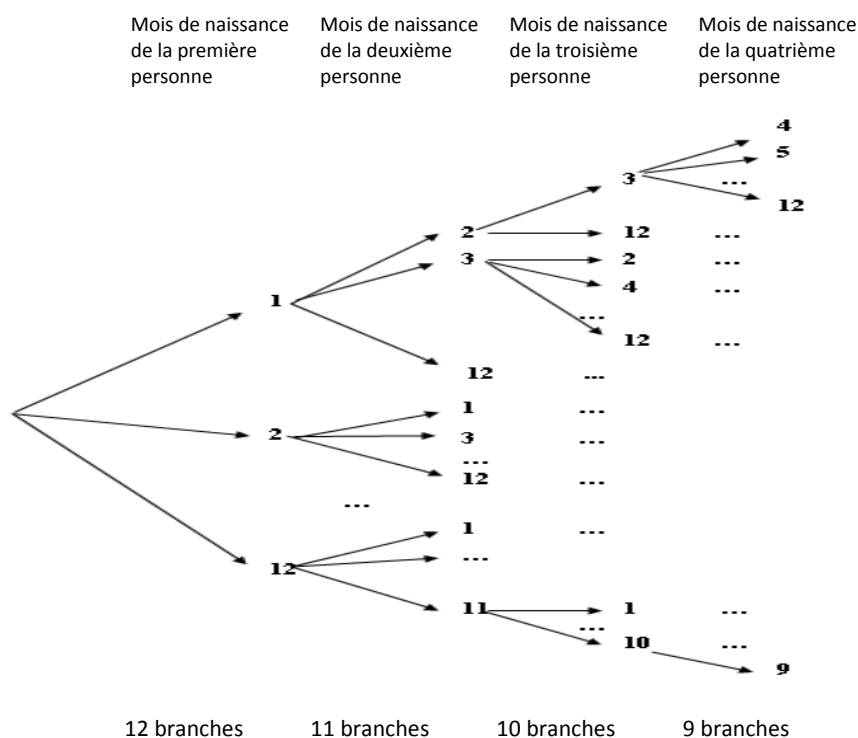 Mois de naissance de la première personne
Mois de naissance de la deuxième personne
Mois de naissance de la troisième personne
Mois de naissance de la quatrième personne
4
5
3 ...
12
2 12 ...
3 2 ...
4 ...
1
...
12 ...
12 ...
1 ...
2 3 ...
...
12 ...
...
1 ...
...
12
11 1 ...
...
10 ...
9
12 branches 11 branches 10 branches 9 branches